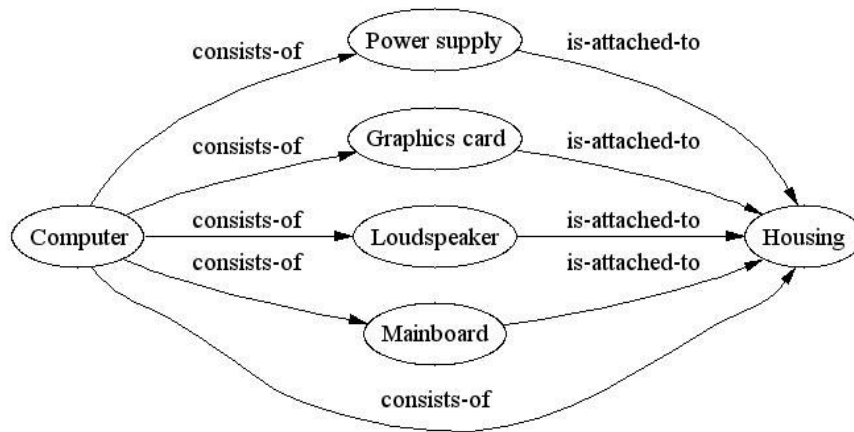 Power supply
consists-of
is-attached-to
Graphics card
consists-of
is-attached-to
Computer
consists-of
Loudspeaker
is-attached-to
Housing
consists-of
is-attached-to
Mainboard
consists-of